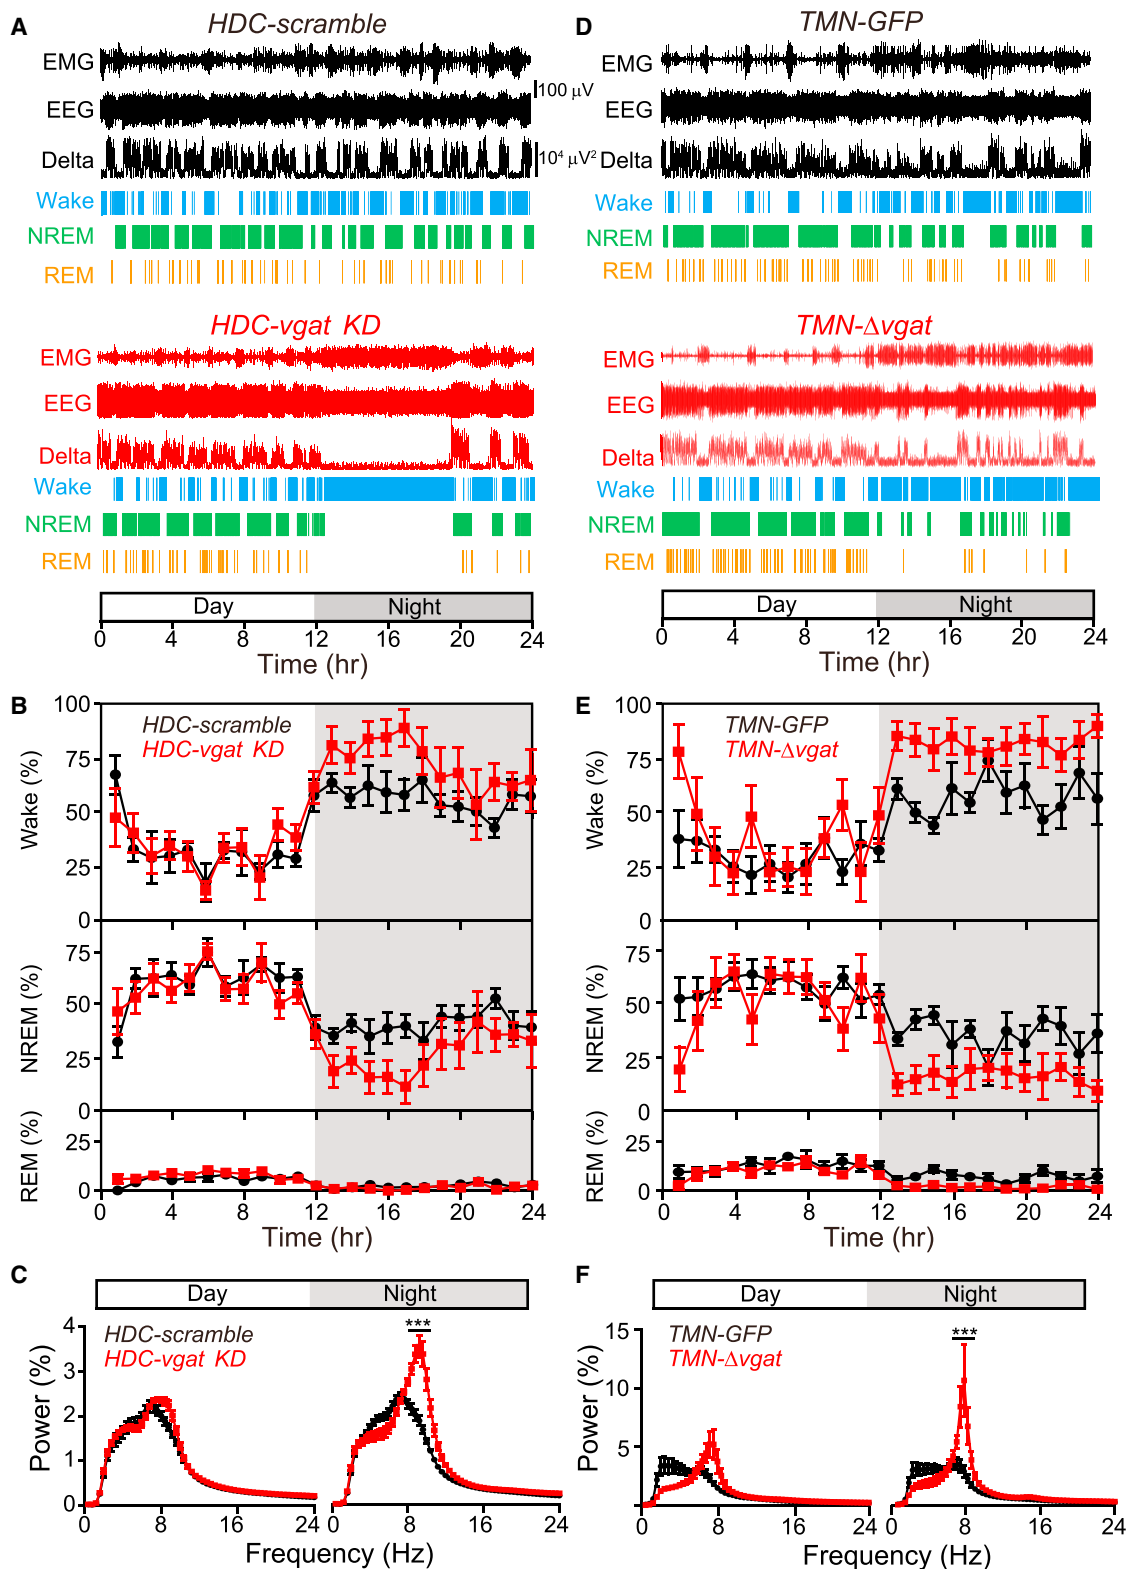 A
HDC-scramble
EMG
100 µV
EEG
Delta
10⁴ µV²
Wake
NREM
REM
HDC-vgat KD
EMG
EEG
Delta
Wake
NREM
REM
Day
Night
0 4 8 12 16 20 24
Time (hr)
D
TMN-GFP
EMG
EEG
Delta
Wake
NREM
REM
TMN-Δvgat
EMG
EEG
Delta
Wake
NREM
REM
Day
Night
0 4 8 12 16 20 24
Time (hr)
B
HDC-scramble
HDC-vgat KD
Wake (%)
100
75
50
25
0
NREM (%)
75
50
25
0
REM (%)
25
0
0 4 8 12 16 20 24
Time (hr)
E
TMN-GFP
TMN-Δvgat
Wake (%)
100
75
50
25
0
NREM (%)
75
50
25
0
REM (%)
25
0
0 4 8 12 16 20 24
Time (hr)
C
Day
Night
HDC-scramble
HDC-vgat KD
***
Power (%)
4
3
2
1
0
0 8 16 24 0 8 16 24
Frequency (Hz)
F
Day
Night
TMN-GFP
TMN-Δvgat
***
Power (%)
15
10
5
0
0 8 16 24 0 8 16 24
Frequency (Hz)